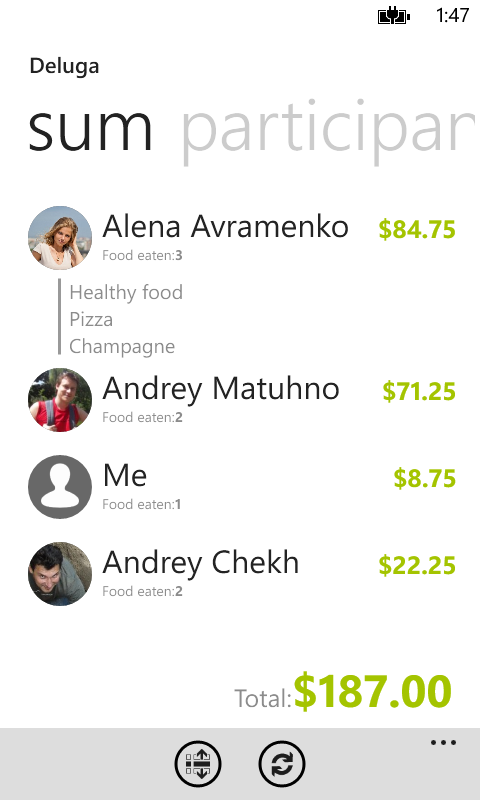 1:47
Deluga
sum participan
Alena Avramenko $84.75
Food eaten:3
Healthy food
Pizza
Champagne
Andrey Matuhno $71.25
Food eaten:2
Me $8.75
Food eaten:1
Andrey Chekh $22.25
Food eaten:2
Total:$187.00